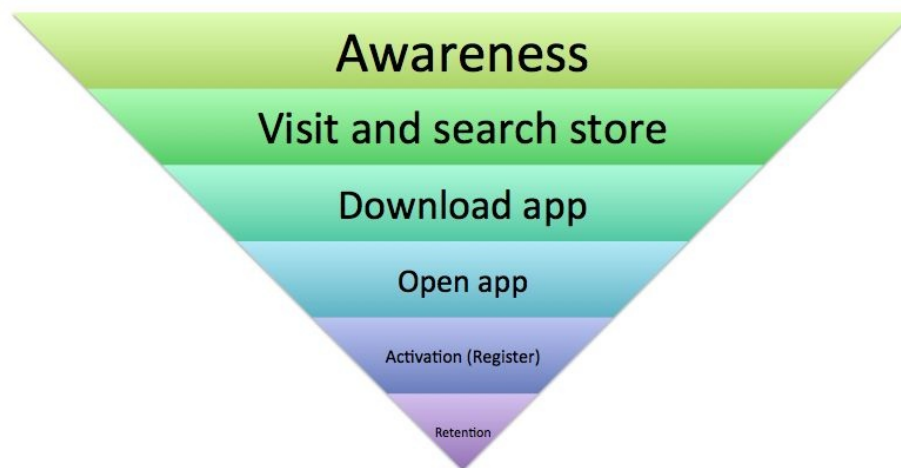 Awareness
Visit and search store
Download app
Open app
Activation (Register)
Retention